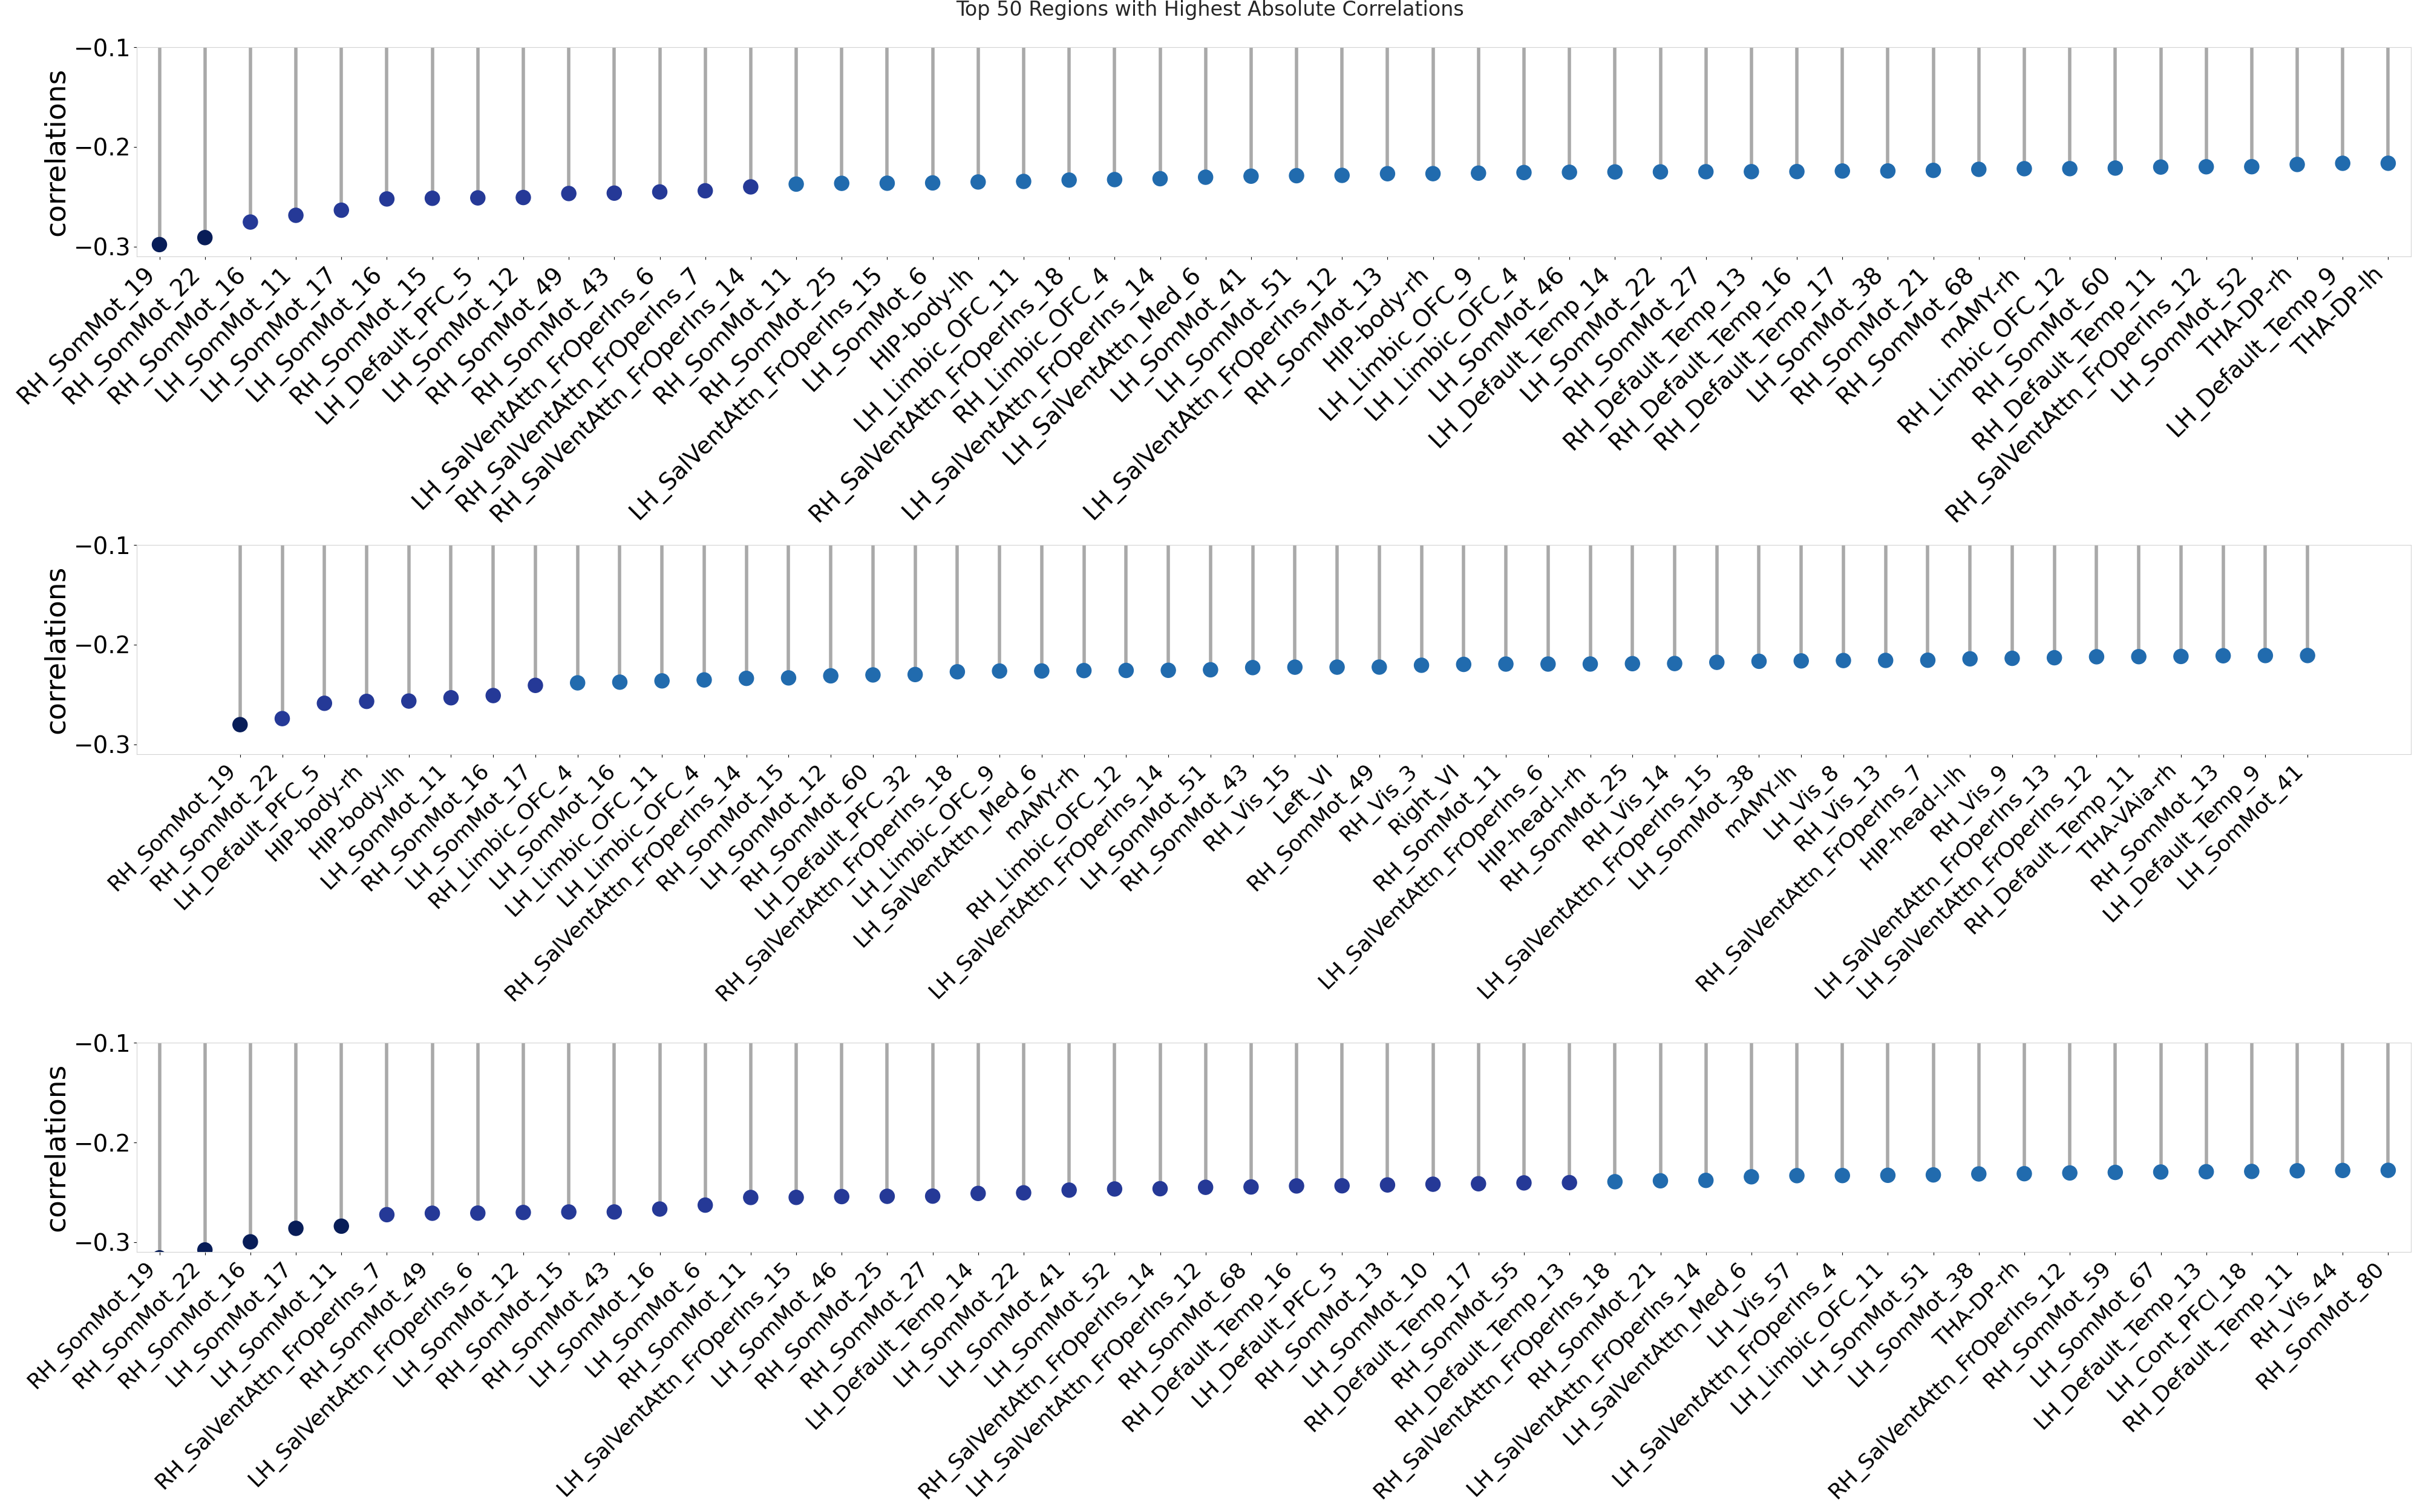 Top 50 Regions with Highest Absolute Correlations
correlations
−0.1
−0.2
−0.3
RH_SomMot_19
RH_SomMot_22
RH_SomMot_16
LH_SomMot_11
LH_SomMot_17
LH_SomMot_16
RH_SomMot_15
LH_Default_PFC_5
LH_SomMot_12
RH_SomMot_49
RH_SomMot_43
LH_SalVentAttn_FrOperIns_6
RH_SalVentAttn_FrOperIns_7
RH_SalVentAttn_FrOperIns_14
RH_SomMot_11
RH_SomMot_25
LH_SalVentAttn_FrOperIns_15
LH_SomMot_6
HIP-body-lh
LH_Limbic_OFC_11
RH_SalVentAttn_FrOperIns_18
RH_Limbic_OFC_4
LH_SalVentAttn_FrOperIns_14
LH_SalVentAttn_Med_6
LH_SomMot_41
LH_SomMot_51
LH_SalVentAttn_FrOperIns_12
RH_SomMot_13
HIP-body-rh
LH_Limbic_OFC_9
LH_Limbic_OFC_4
LH_SomMot_46
LH_Default_Temp_14
LH_SomMot_22
RH_SomMot_27
RH_Default_Temp_13
RH_Default_Temp_16
RH_Default_Temp_17
LH_SomMot_38
RH_SomMot_21
RH_SomMot_68
mAMY-rh
RH_Limbic_OFC_12
RH_SomMot_60
RH_Default_Temp_11
RH_SalVentAttn_FrOperIns_12
LH_SomMot_52
THA-DP-rh
LH_Default_Temp_9
THA-DP-lh
correlations
−0.1
−0.2
−0.3
RH_SomMot_19
RH_SomMot_22
LH_Default_PFC_5
HIP-body-rh
HIP-body-lh
LH_SomMot_11
RH_SomMot_16
LH_SomMot_17
RH_Limbic_OFC_4
LH_SomMot_16
LH_Limbic_OFC_11
LH_Limbic_OFC_4
RH_SalVentAttn_FrOperIns_14
RH_SomMot_15
LH_SomMot_12
RH_SomMot_60
LH_Default_PFC_32
RH_SalVentAttn_FrOperIns_18
LH_Limbic_OFC_9
LH_SalVentAttn_Med_6
mAMY-rh
RH_Limbic_OFC_12
LH_SalVentAttn_FrOperIns_14
LH_SomMot_51
RH_SomMot_43
RH_Vis_15
Left_VI
RH_SomMot_49
RH_Vis_3
Right_VI
RH_SomMot_11
LH_SalVentAttn_FrOperIns_6
HIP-head-l-rh
RH_SomMot_25
RH_Vis_14
LH_SalVentAttn_FrOperIns_15
LH_SomMot_38
mAMY-lh
LH_Vis_8
RH_Vis_13
RH_SalVentAttn_FrOperIns_7
HIP-head-l-lh
RH_Vis_9
LH_SalVentAttn_FrOperIns_13
LH_SalVentAttn_FrOperIns_12
RH_Default_Temp_11
THA-VAia-rh
RH_SomMot_13
LH_Default_Temp_9
LH_SomMot_41
correlations
−0.1
−0.2
−0.3
RH_SomMot_19
RH_SomMot_22
RH_SomMot_16
LH_SomMot_17
LH_SomMot_11
RH_SalVentAttn_FrOperIns_7
RH_SomMot_49
LH_SalVentAttn_FrOperIns_6
LH_SomMot_12
RH_SomMot_15
RH_SomMot_43
LH_SomMot_16
LH_SomMot_6
RH_SomMot_11
LH_SalVentAttn_FrOperIns_15
LH_SomMot_46
RH_SomMot_25
RH_SomMot_27
LH_Default_Temp_14
LH_SomMot_22
LH_SomMot_41
LH_SomMot_52
RH_SalVentAttn_FrOperIns_14
LH_SalVentAttn_FrOperIns_12
RH_SomMot_68
RH_Default_Temp_16
LH_Default_PFC_5
RH_SomMot_13
LH_SomMot_10
RH_Default_Temp_17
RH_SomMot_55
RH_Default_Temp_13
RH_SalVentAttn_FrOperIns_18
RH_SomMot_21
LH_SalVentAttn_FrOperIns_14
LH_SalVentAttn_Med_6
LH_Vis_57
LH_SalVentAttn_FrOperIns_4
LH_Limbic_OFC_11
LH_SomMot_51
LH_SomMot_38
THA-DP-rh
RH_SalVentAttn_FrOperIns_12
RH_SomMot_59
LH_SomMot_67
LH_Default_Temp_13
LH_Cont_PFCl_18
RH_Default_Temp_11
RH_Vis_44
RH_SomMot_80